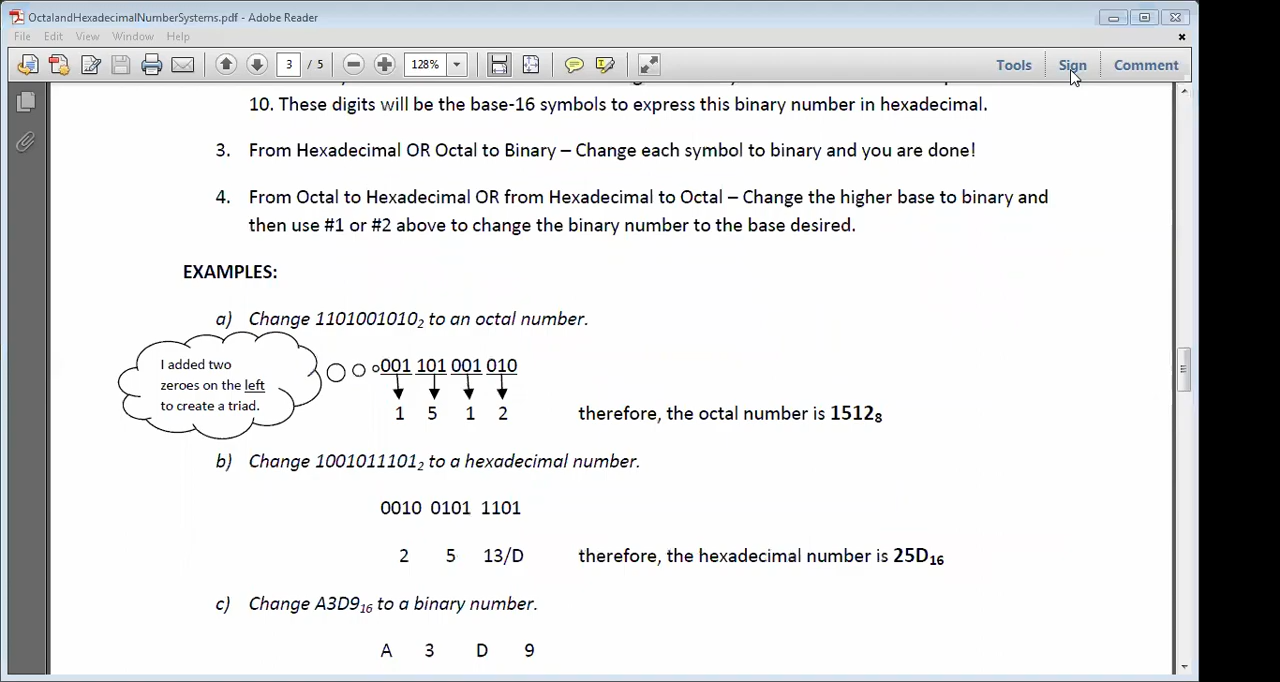 OctalandHexadecimalNumberSystems.pdf - Adobe Reader
File Edit View Window Help
3 / 5 128% Tools Sign Comment
10. These digits will be the base-16 symbols to express this binary number in hexadecimal.
3. From Hexadecimal OR Octal to Binary – Change each symbol to binary and you are done!
4. From Octal to Hexadecimal OR from Hexadecimal to Octal – Change the higher base to binary and
then use #1 or #2 above to change the binary number to the base desired.
EXAMPLES:
a) Change 1101001010₂ to an octal number.
I added two
zeroes on the left
to create a triad.
001 101 001 010
1 5 1 2 therefore, the octal number is 1512₈
b) Change 1001011101₂ to a hexadecimal number.
0010 0101 1101
2 5 13/D therefore, the hexadecimal number is 25D₁₆
c) Change A3D9₁₆ to a binary number.
A 3 D 9